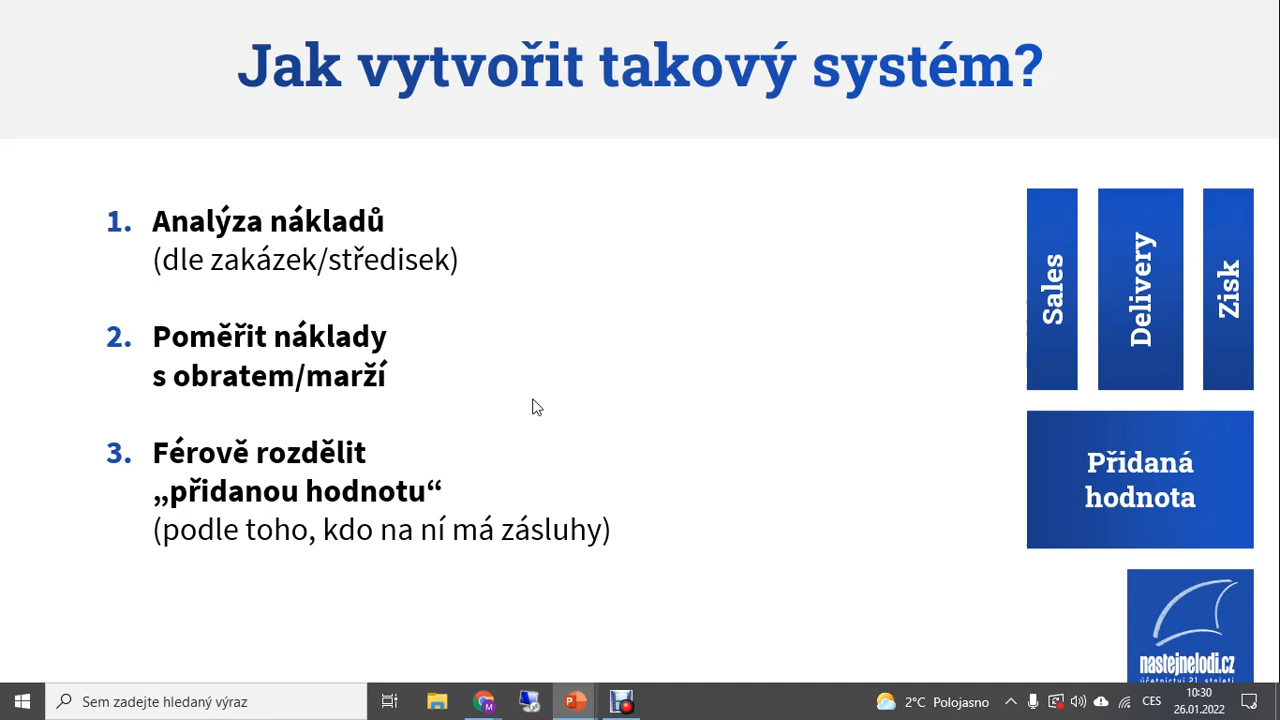 Jak vytvořit takový systém?
1. Analýza nákladů
(dle zakázek/středisek)
2. Poměřit náklady
s obratem/marží
3. Férově rozdělit
„přidanou hodnotu“
(podle toho, kdo na ní má zásluhy)
Sales
Delivery
Zisk
Přidaná
hodnota
nastejnelodi.cz
účetnictví 21. století
Sem zadejte hledaný výraz
2°C Polojasno
CES
10:30
26.01.2022